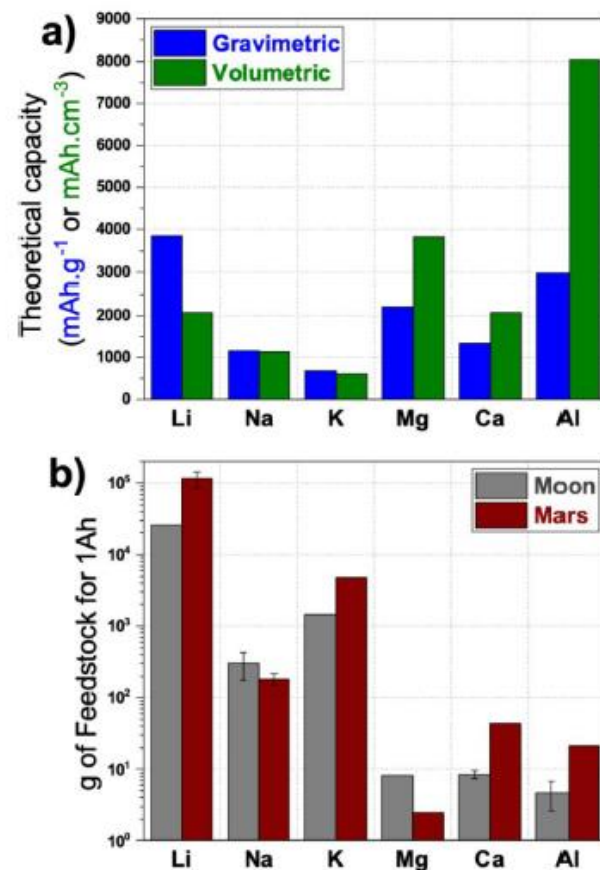 a)
Theoretical capacity
(mAh.g⁻¹ or mAh.cm⁻³)
9000
8000
7000
6000
5000
4000
3000
2000
1000
0
Gravimetric
Volumetric
Li Na K Mg Ca Al
b)
g of Feedstock for 1Ah
10⁵
10⁴
10³
10²
10¹
10⁰
Moon
Mars
Li Na K Mg Ca Al